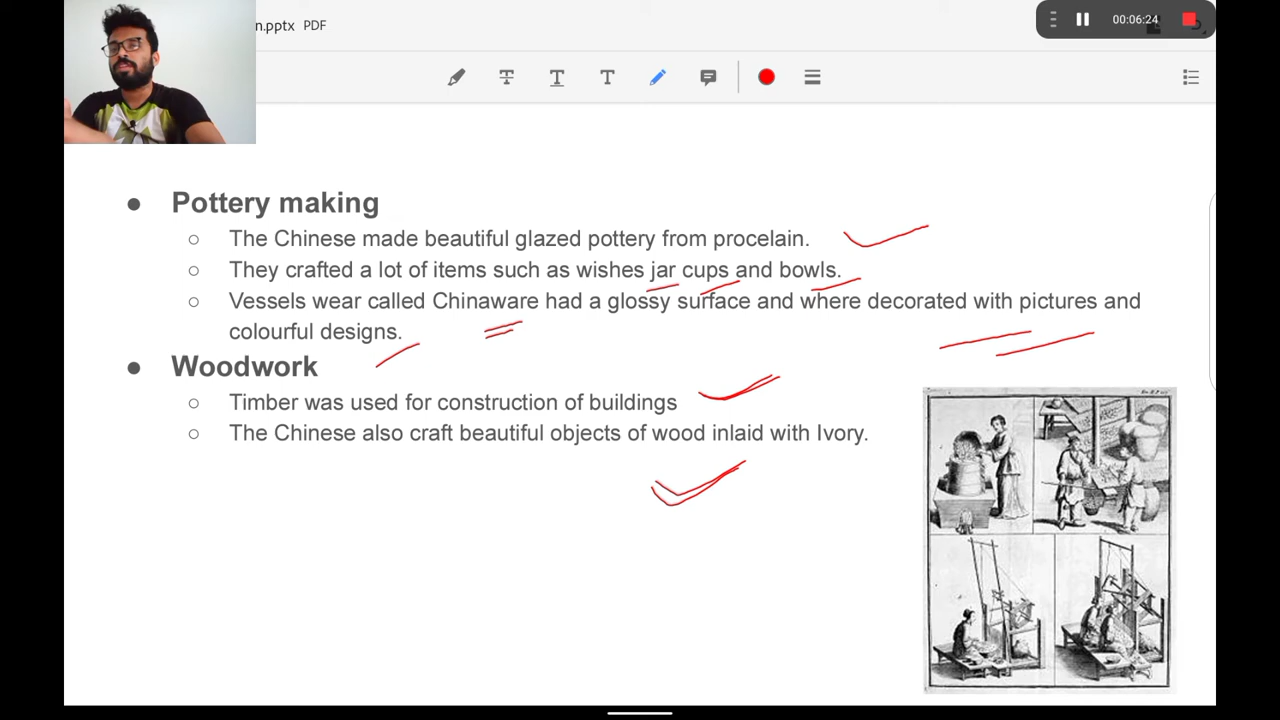 n.pptx PDF
00:06:24
Pottery making
The Chinese made beautiful glazed pottery from procelain.
They crafted a lot of items such as wishes jar cups and bowls.
Vessels wear called Chinaware had a glossy surface and where decorated with pictures and
colourful designs.
Woodwork
Timber was used for construction of buildings
The Chinese also craft beautiful objects of wood inlaid with Ivory.